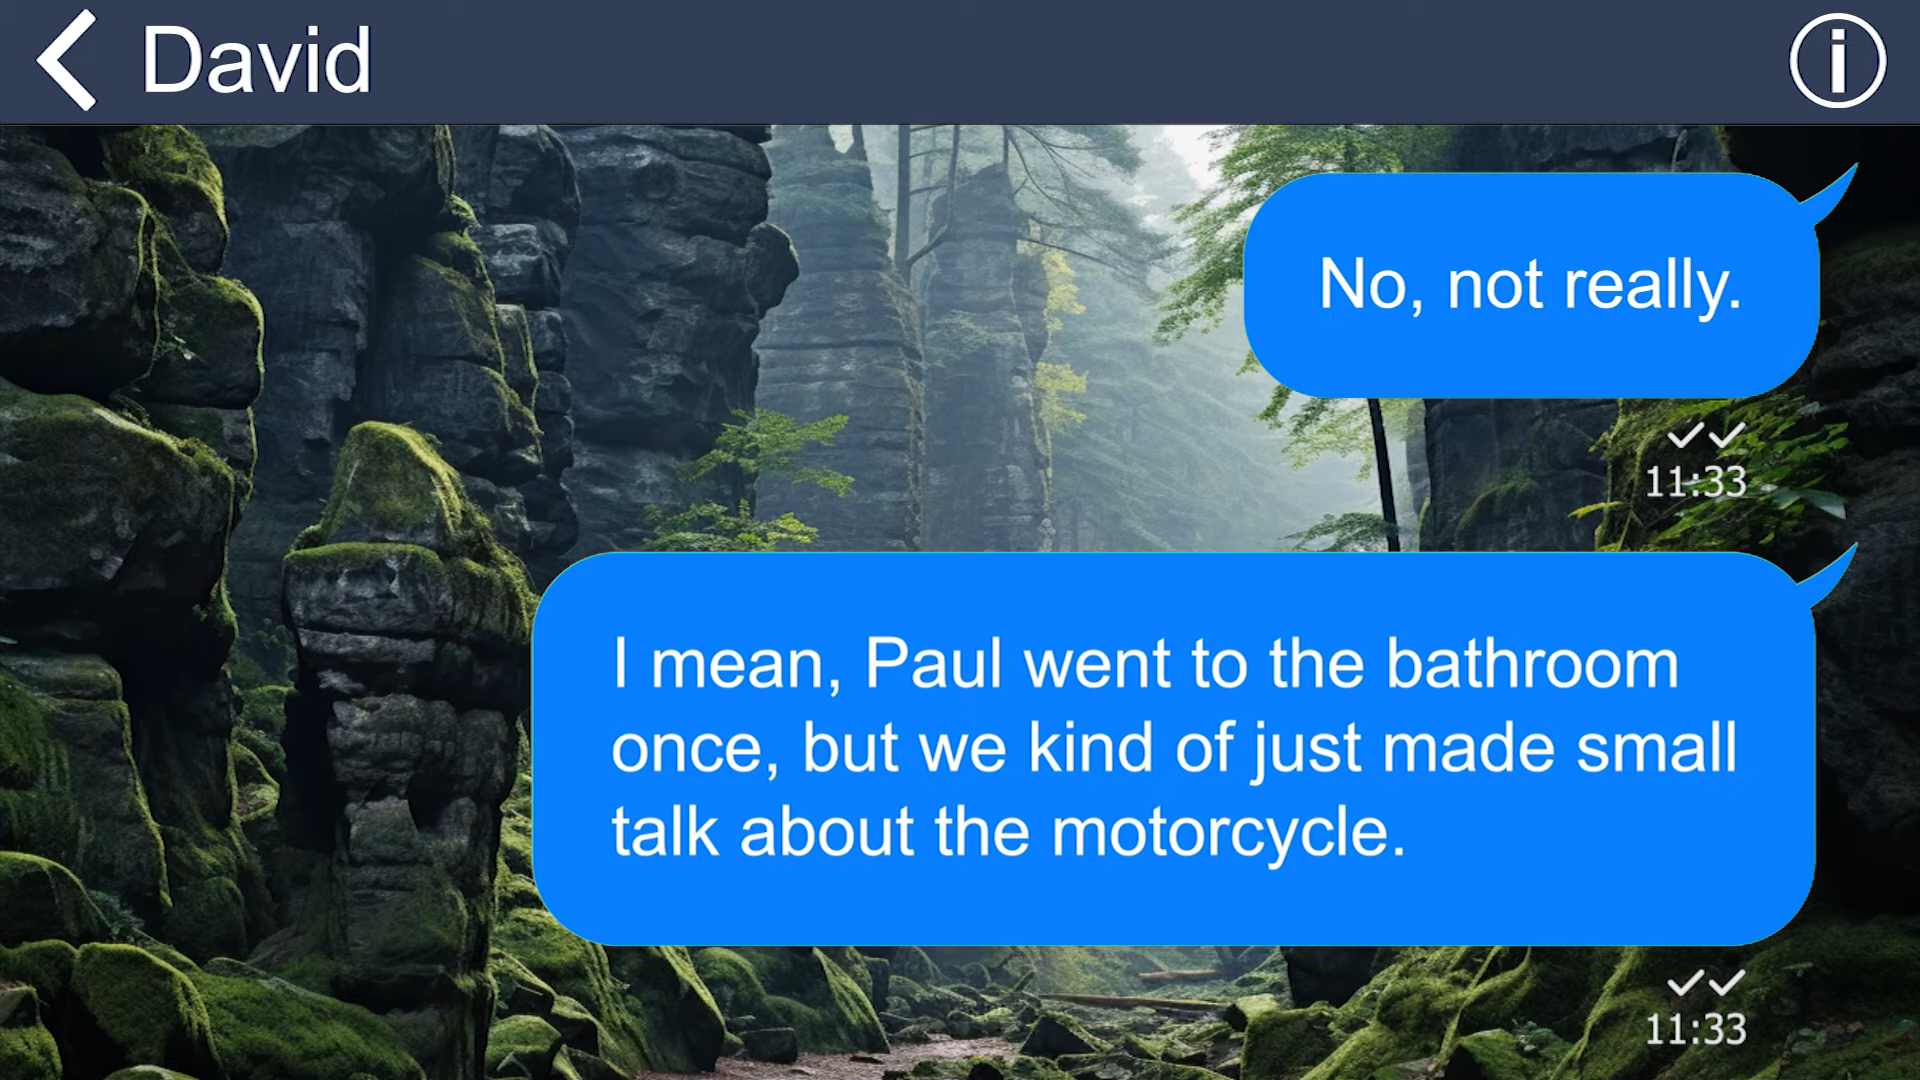 David
No, not really.
11:33
I mean, Paul went to the bathroom
once, but we kind of just made small
talk about the motorcycle.
11:33